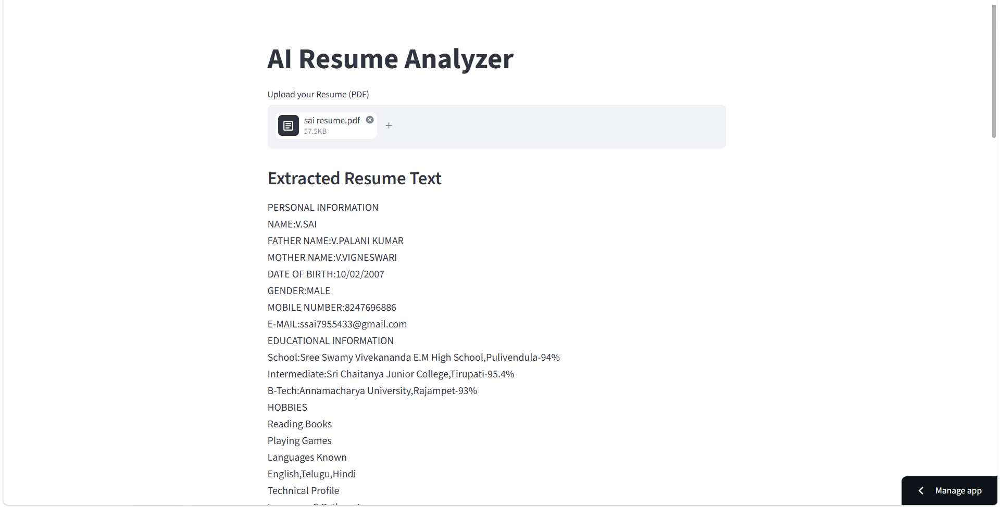 AI Resume Analyzer
Upload your Resume (PDF)
sai resume.pdf
57.5KB
Extracted Resume Text
PERSONAL INFORMATION
NAME:V.SAI
FATHER NAME:V.PALANI KUMAR
MOTHER NAME:V.VIGNESWARI
DATE OF BIRTH:10/02/2007
GENDER:MALE
MOBILE NUMBER:8247696886
E-MAIL:ssai7955433@gmail.com
EDUCATIONAL INFORMATION
School:Sree Swamy Vivekananda E.M High School,Pulivendula-94%
Intermediate:Sri Chaitanya Junior College,Tirupati-95.4%
B-Tech:Annamacharya University,Rajampet-93%
HOBBIES
Reading Books
Playing Games
Languages Known
English,Telugu,Hindi
Technical Profile
Manage app